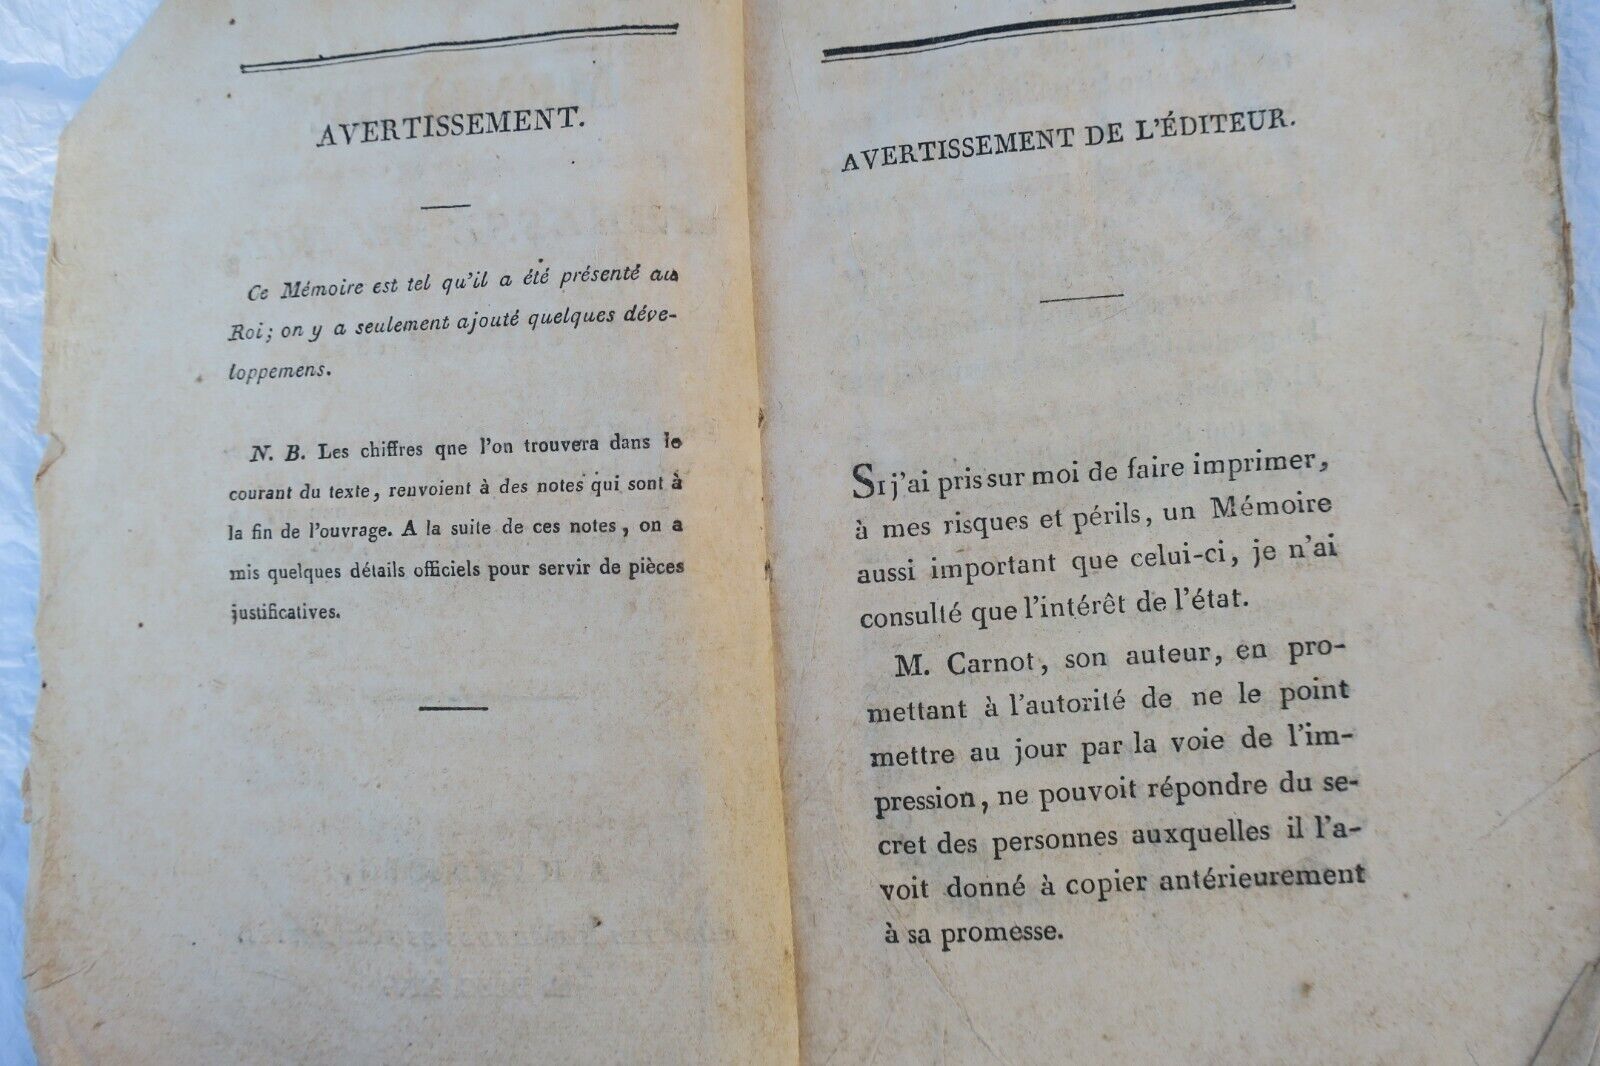 AVERTISSEMENT.
Ce Mémoire est tel qu'il a été présenté au
Roi; on y a seulement ajouté quelques déve-
loppemens.
N. B. Les chiffres qne l'on trouvera dans le
courant du texte, renvoient à des notes qui sont à
la fin de l'ouvrage. A la suite de ces notes, on a
mis quelques détails officiels pour servir de pièces
justificatives.
AVERTISSEMENT DE L'ÉDITEUR.
SI j'ai pris sur moi de faire imprimer,
à mes risques et périls, un Mémoire
aussi important que celui-ci, je n'ai
consulté que l'intérêt de l'état.
M. Carnot, son auteur, en pro-
mettant à l'autorité de ne le point
mettre au jour par la voie de l'im-
pression, ne pouvoit répondre du se-
cret des personnes auxquelles il l'a-
voit donné à copier antérieurement
à sa promesse.